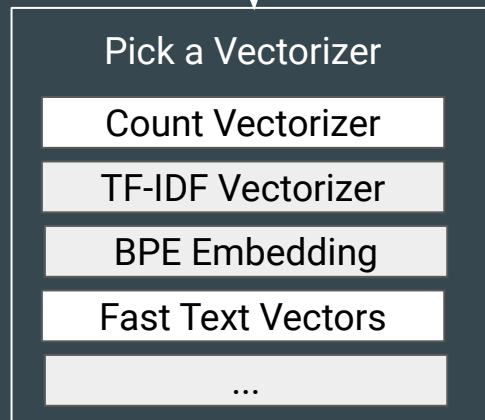 Pick a Vectorizer
Count Vectorizer
TF-IDF Vectorizer
BPE Embedding
Fast Text Vectors
...